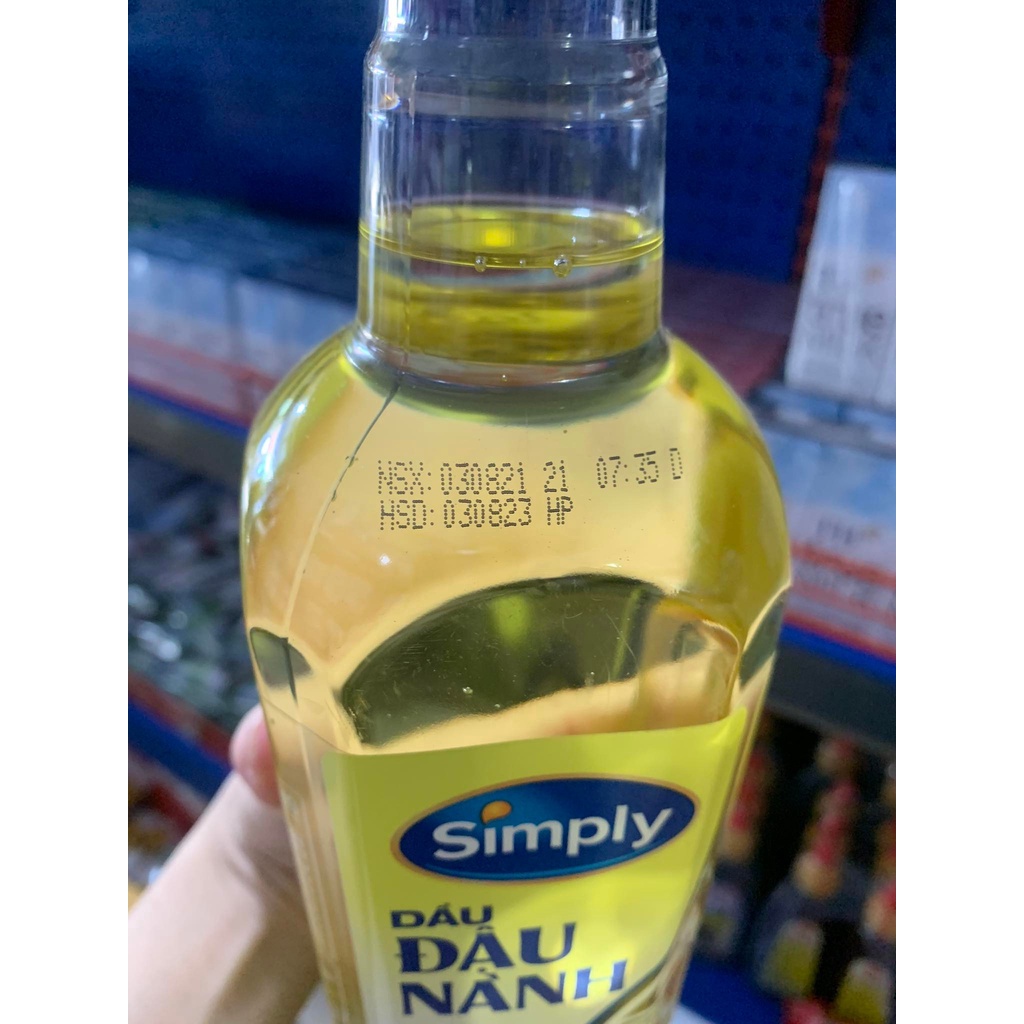 NSX: 030821 21 07:35 D
HSD: 030823 HP
Simply
DẦU
ĐẬU
NÀNH